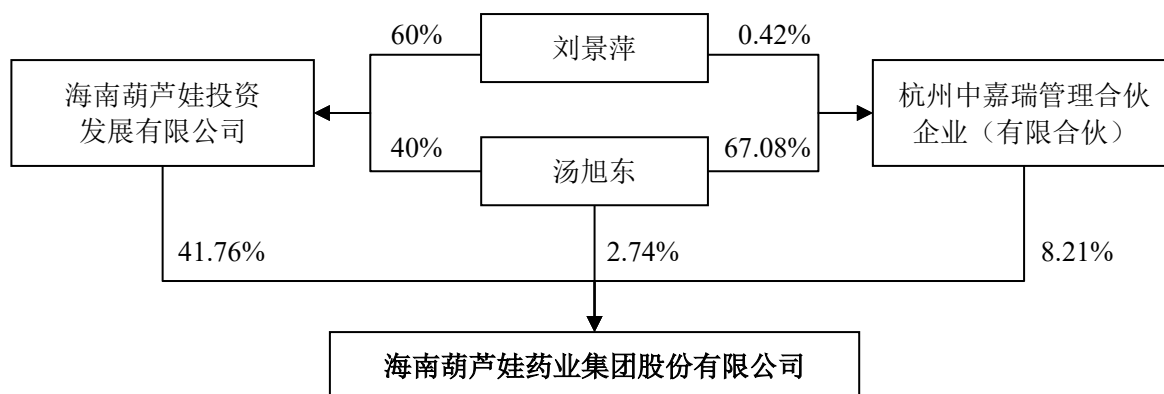 60%
刘景萍
0.42%
海南葫芦娃投资
发展有限公司
杭州中嘉瑞管理合伙
企业（有限合伙）
40%
汤旭东
67.08%
41.76%
2.74%
8.21%
海南葫芦娃药业集团股份有限公司